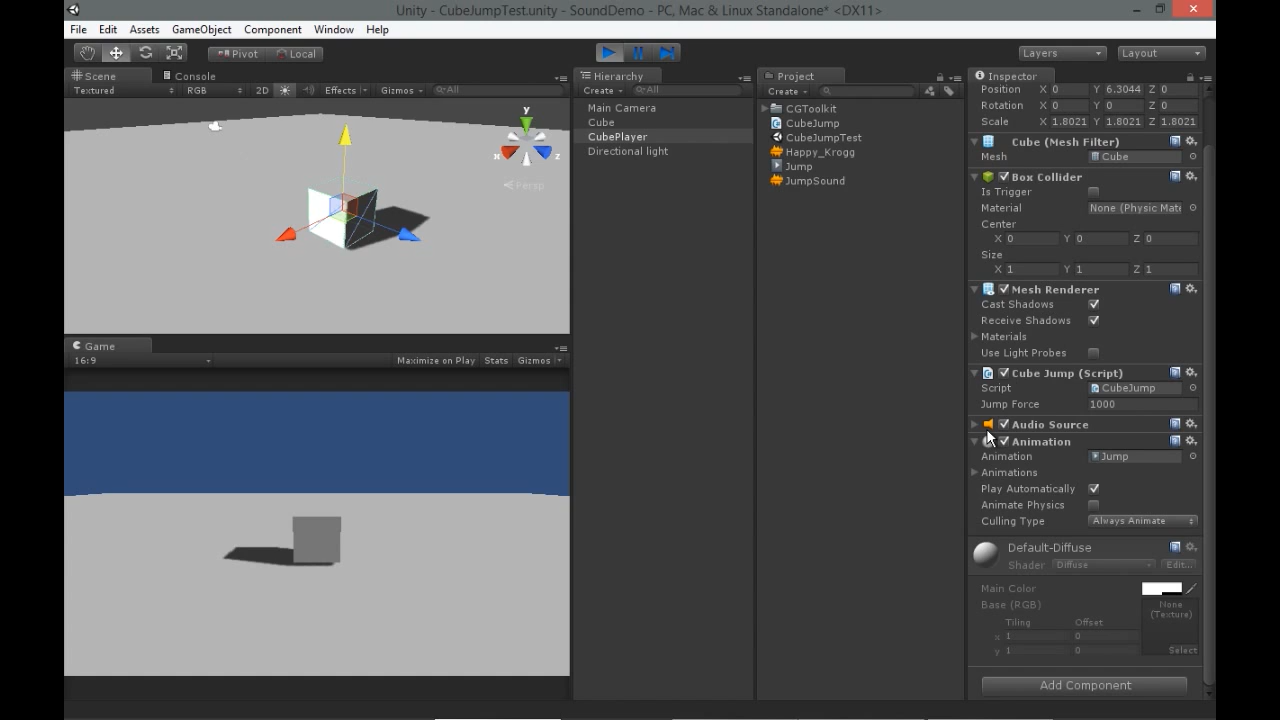 Unity - CubeJumpTest.unity - SoundDemo - PC, Mac & Linux Standalone* <DX11>
File Edit Assets GameObject Component Window Help
Pivot Local Layers Layout
Scene Console
Textured RGB 2D Effects Gizmos All
y
x z
Persp
Game
16:9 Maximize on Play Stats Gizmos
Hierarchy
Create All
Main Camera
Cube
CubePlayer
Directional light
Project
Create
CGToolkit
CubeJump
CubeJumpTest
Happy_Krogg
Jump
JumpSound
Inspector
Position X 0 Y 6.3044 Z 0
Rotation X 0 Y 0 Z 0
Scale X 1.8021 Y 1.8021 Z 1.8021
Cube (Mesh Filter)
Mesh Cube
Box Collider
Is Trigger
Material None (Physic Mat
Center
X 0 Y 0 Z 0
Size
X 1 Y 1 Z 1
Mesh Renderer
Cast Shadows
Receive Shadows
Materials
Use Light Probes
Cube Jump (Script)
Script CubeJump
Jump Force 1000
Audio Source
Animation
Animation Jump
Animations
Play Automatically
Animate Physics
Culling Type Always Animate
Default-Diffuse
Shader Diffuse Edit...
Main Color
Base (RGB) None
(Texture)
Tiling Offset
x 1 0
y 1 0
Select
Add Component